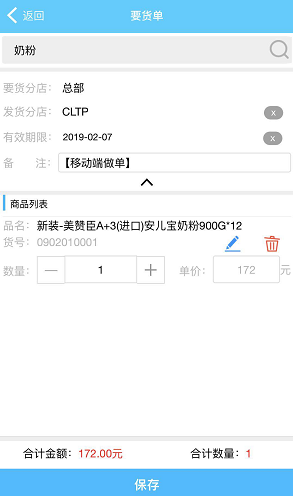 返回 要货单
奶粉
要货分店: 总部
发货分店: CLTP x
有效期限: 2019-02-07 x
备 注: 【移动端做单】
商品列表
品名: 新装-美赞臣A+3(进口)安儿宝奶粉900G*12
货号: 0902010001
数量: — 1 + 单价: 172 元
合计金额: 172.00元 合计数量: 1
保存